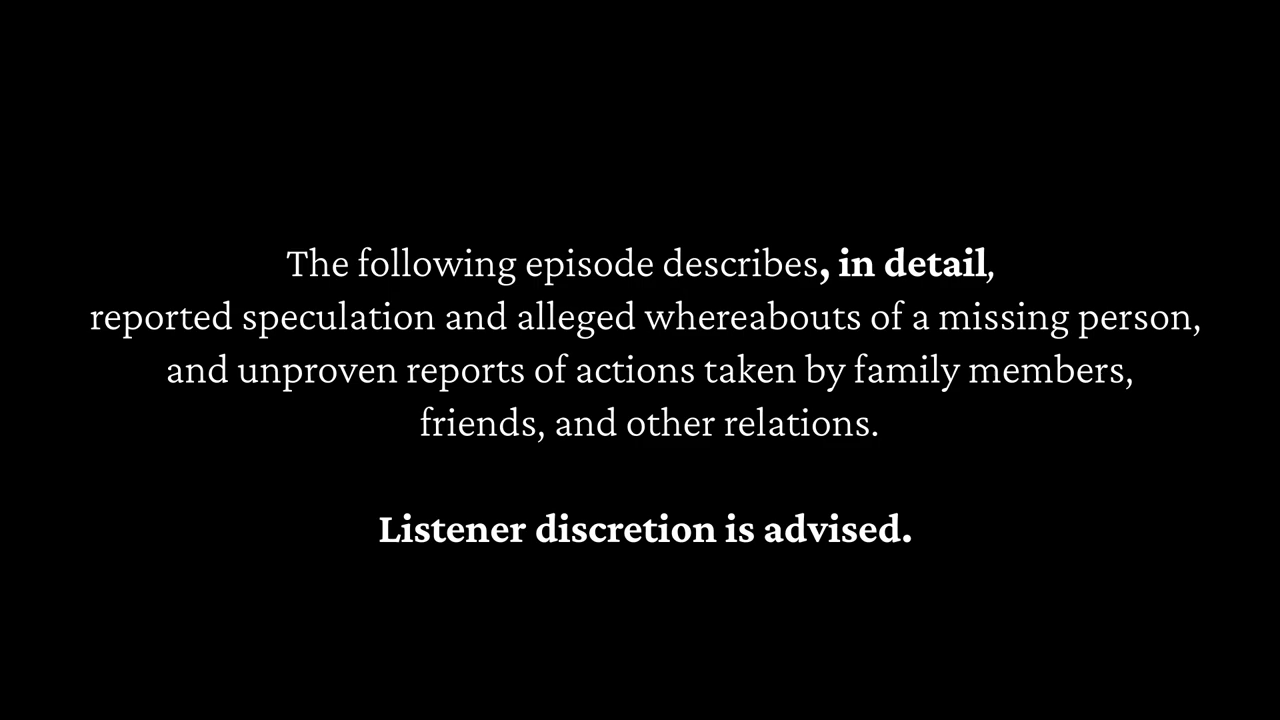 The following episode describes, in detail,
reported speculation and alleged whereabouts of a missing person,
and unproven reports of actions taken by family members,
friends, and other relations.
Listener discretion is advised.